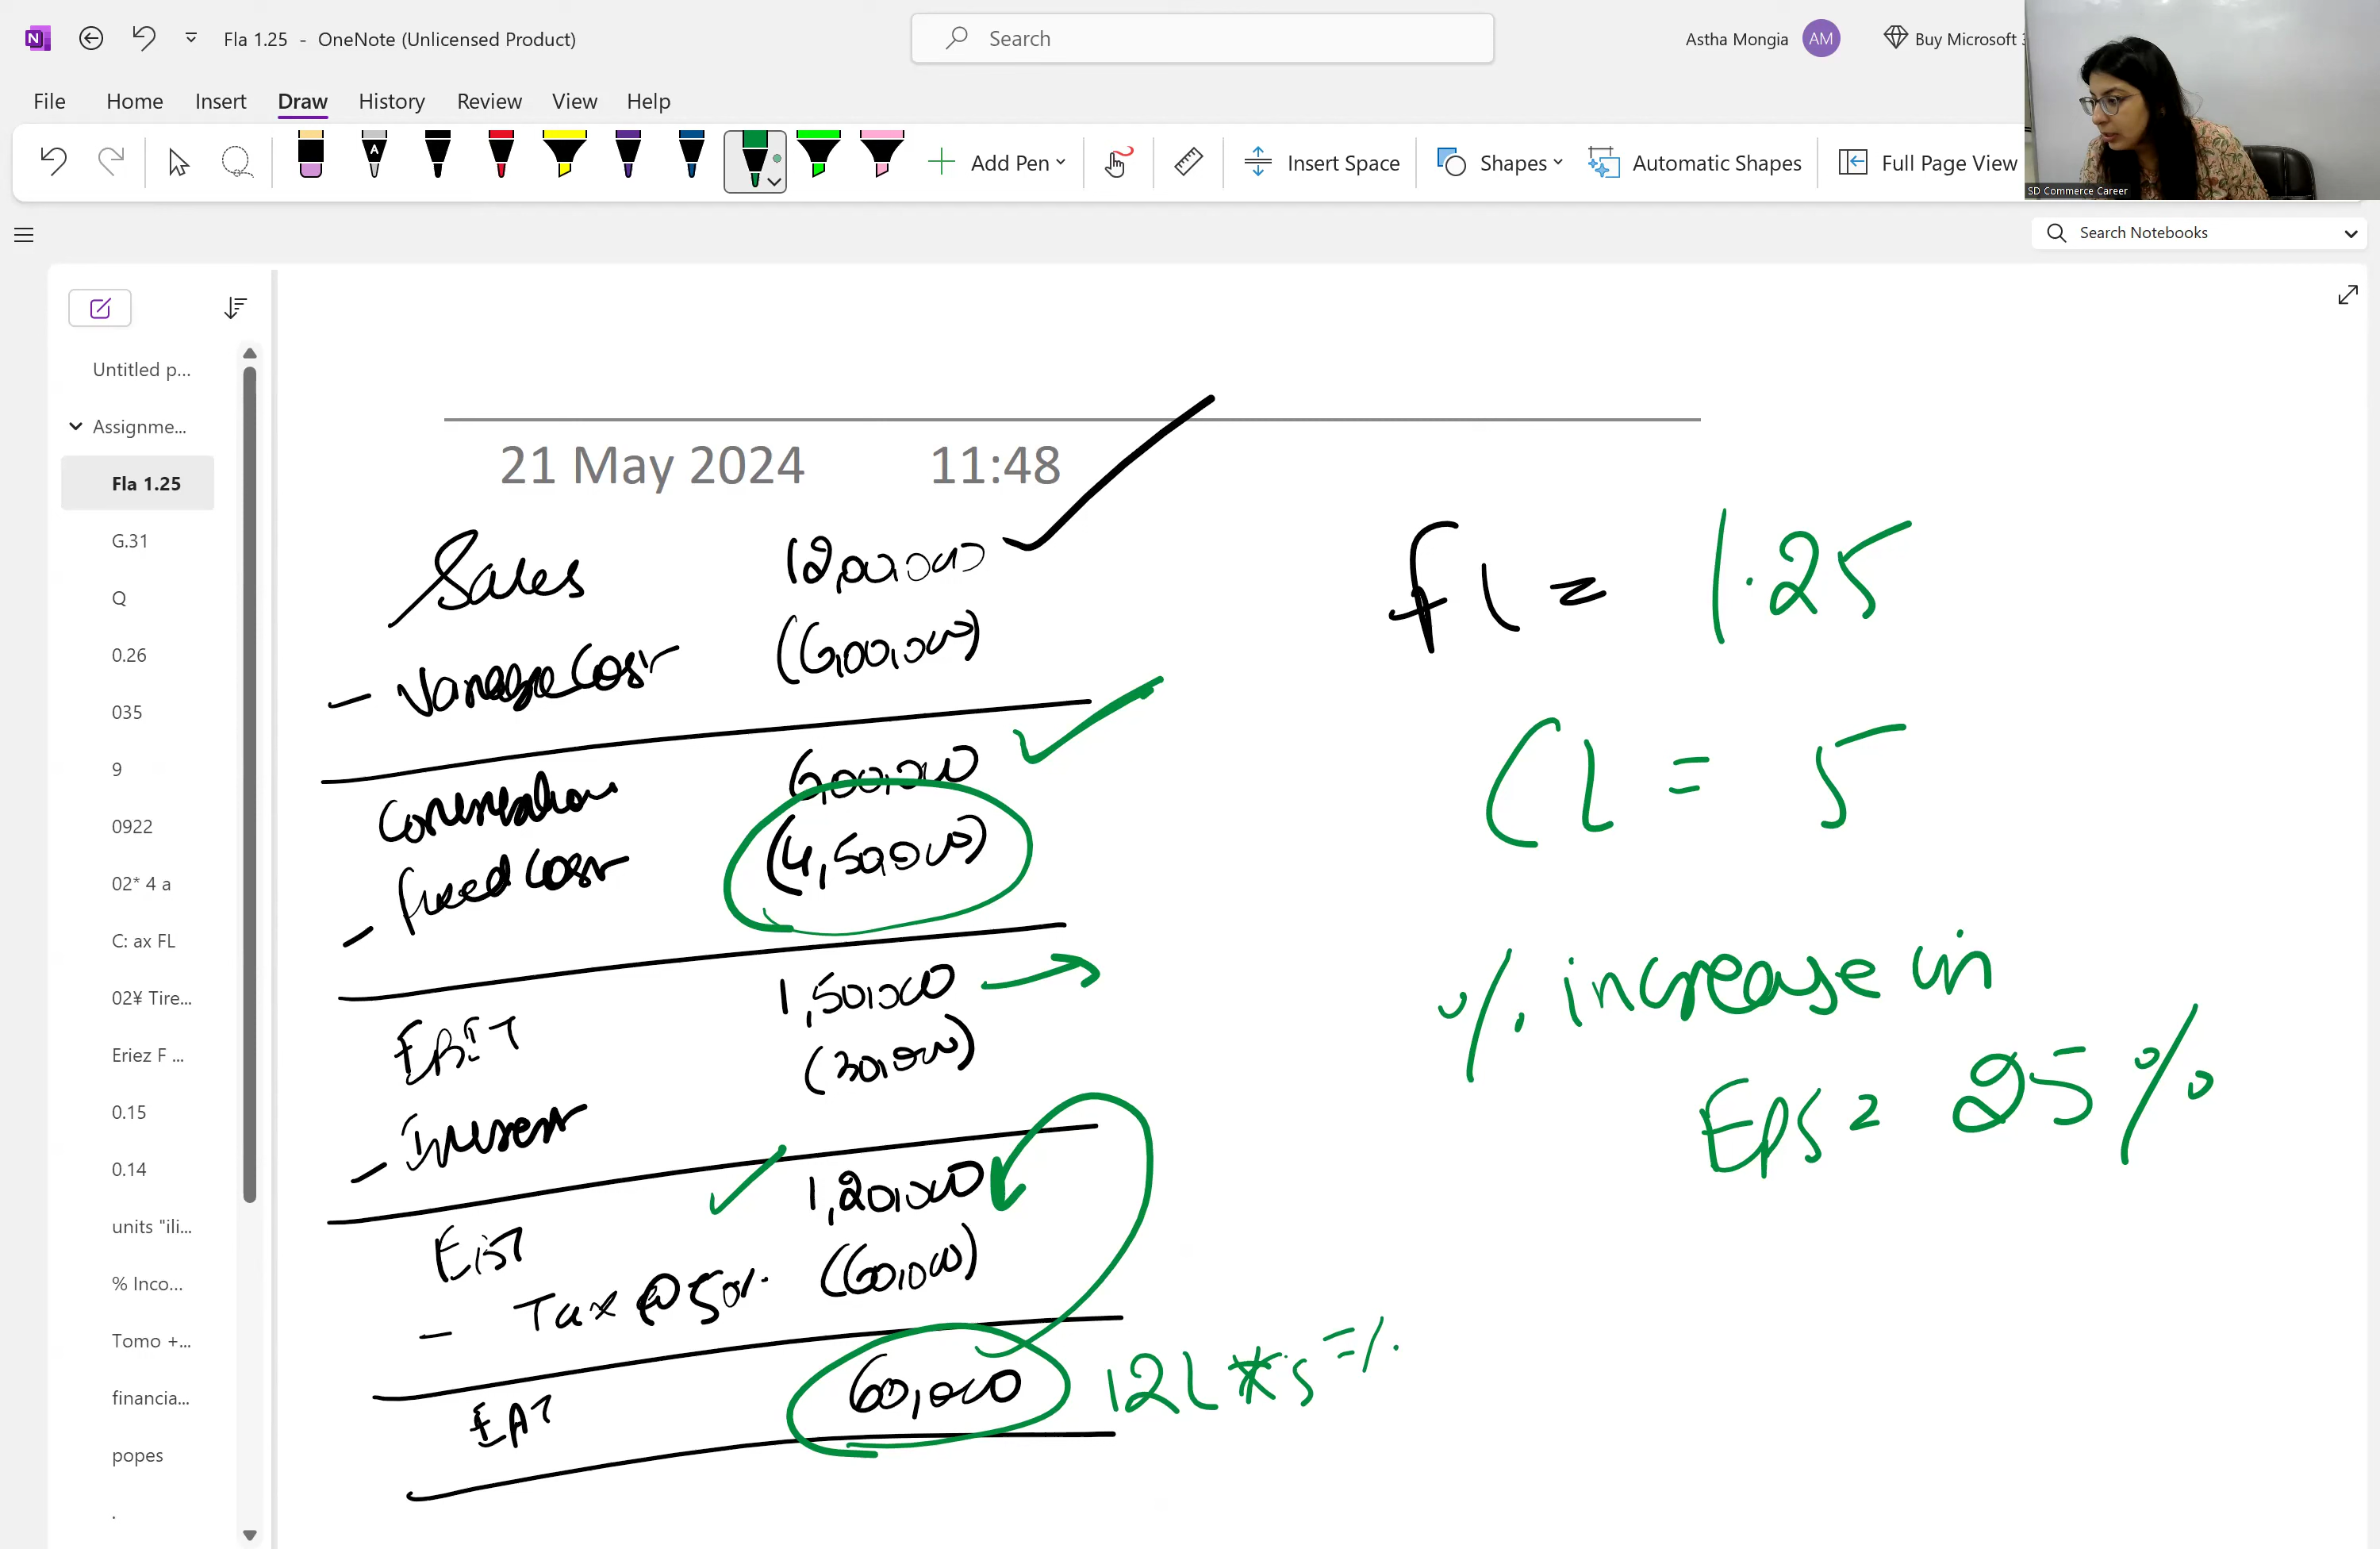 Fla 1.25 - OneNote (Unlicensed Product)
Search
Astha Mongia AM
Buy Microsoft
File Home Insert Draw History Review View Help
A
Add Pen
Insert Space
Shapes
Automatic Shapes
Full Page View
SD Commerce Career
Search Notebooks
Untitled p...
Assignme...
Fla 1.25
G.31
Q
0.26
035
9
0922
02* 4 a
C: ax FL
02¥ Tire...
Eriez F ...
0.15
0.14
units "ili...
% Inco...
Tomo +...
financia...
popes
.
21 May 2024 11:48
Sales 12,00,000
- Variable Cost (6,00,000)
Contribution 6,00,000
- fixed Cost (4,50,000)
EBIT 1,50,000
- Interest (30,000)
EBT 1,20,000
- Tax @ 50% (60,000)
EAT 60,000
12L * 5 = %.
fL = 1.25
CL = 5
% increase in
EPS = 25%